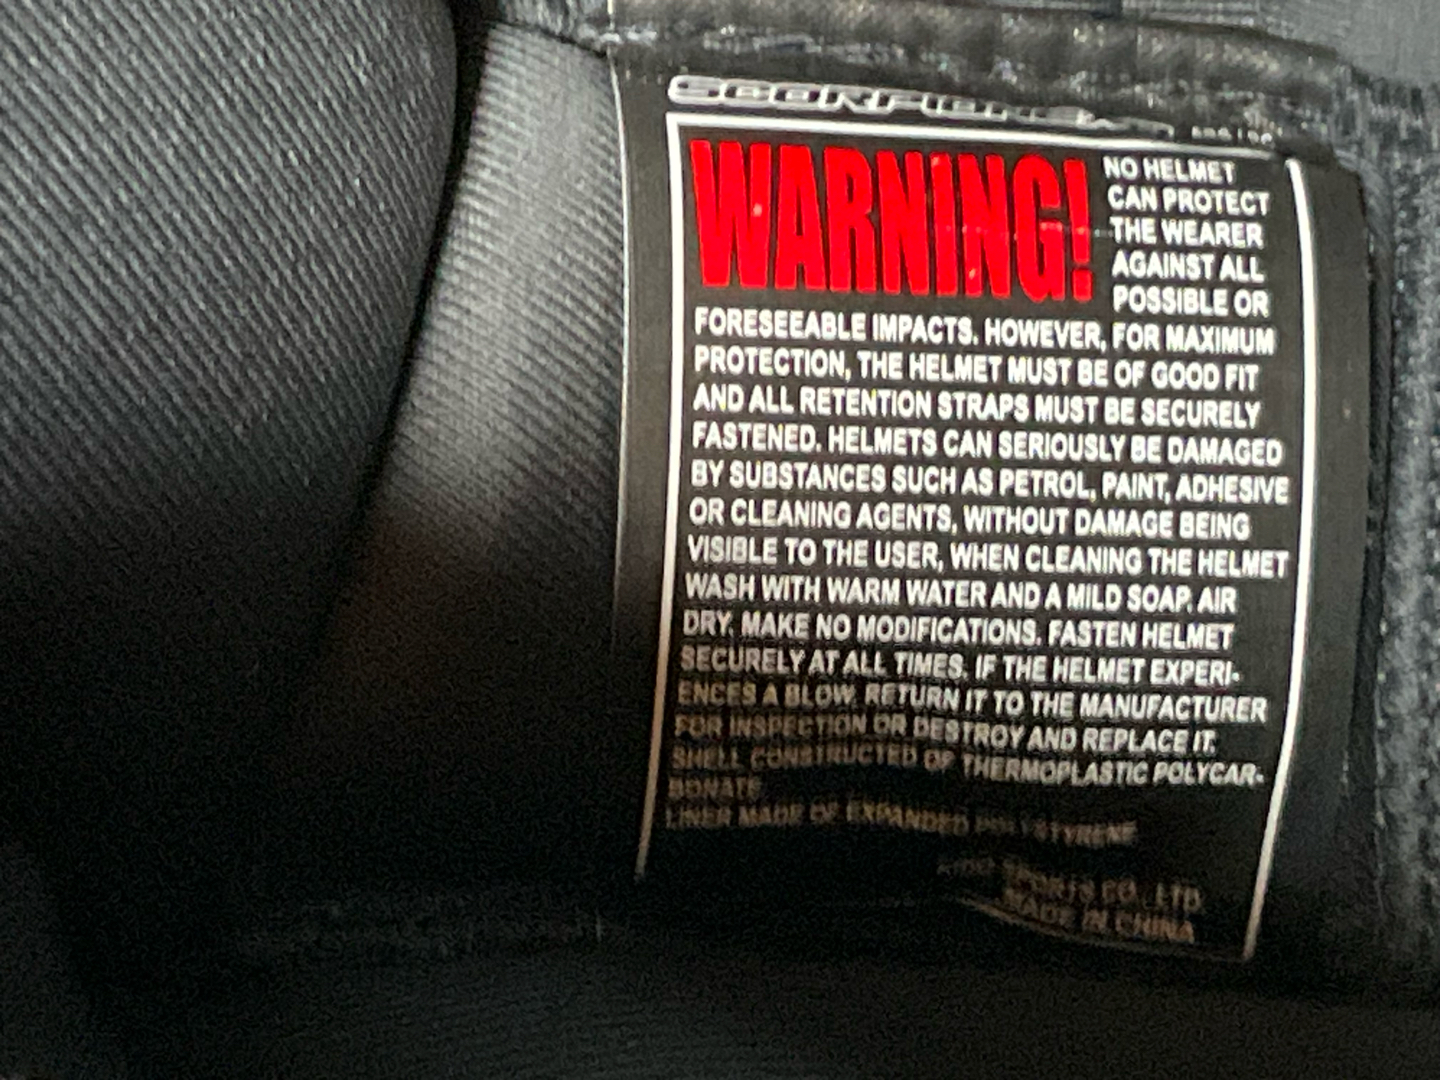 SCORPION
WARNING!
NO HELMET
CAN PROTECT
THE WEARER
AGAINST ALL
POSSIBLE OR
FORESEEABLE IMPACTS. HOWEVER, FOR MAXIMUM
PROTECTION, THE HELMET MUST BE OF GOOD FIT
AND ALL RETENTION STRAPS MUST BE SECURELY
FASTENED. HELMETS CAN SERIOUSLY BE DAMAGED
BY SUBSTANCES SUCH AS PETROL, PAINT, ADHESIVE
OR CLEANING AGENTS, WITHOUT DAMAGE BEING
VISIBLE TO THE USER, WHEN CLEANING THE HELMET
WASH WITH WARM WATER AND A MILD SOAP. AIR
DRY. MAKE NO MODIFICATIONS. FASTEN HELMET
SECURELY AT ALL TIMES. IF THE HELMET EXPERI-
ENCES A BLOW, RETURN IT TO THE MANUFACTURER
FOR INSPECTION OR DESTROY AND REPLACE IT.
SHELL CONSTRUCTED OF THERMOPLASTIC POLYCAR-
BONATE
LINER MADE OF EXPANDED POLYSTYRENE
SPORTS CO., LTD.
MADE IN CHINA